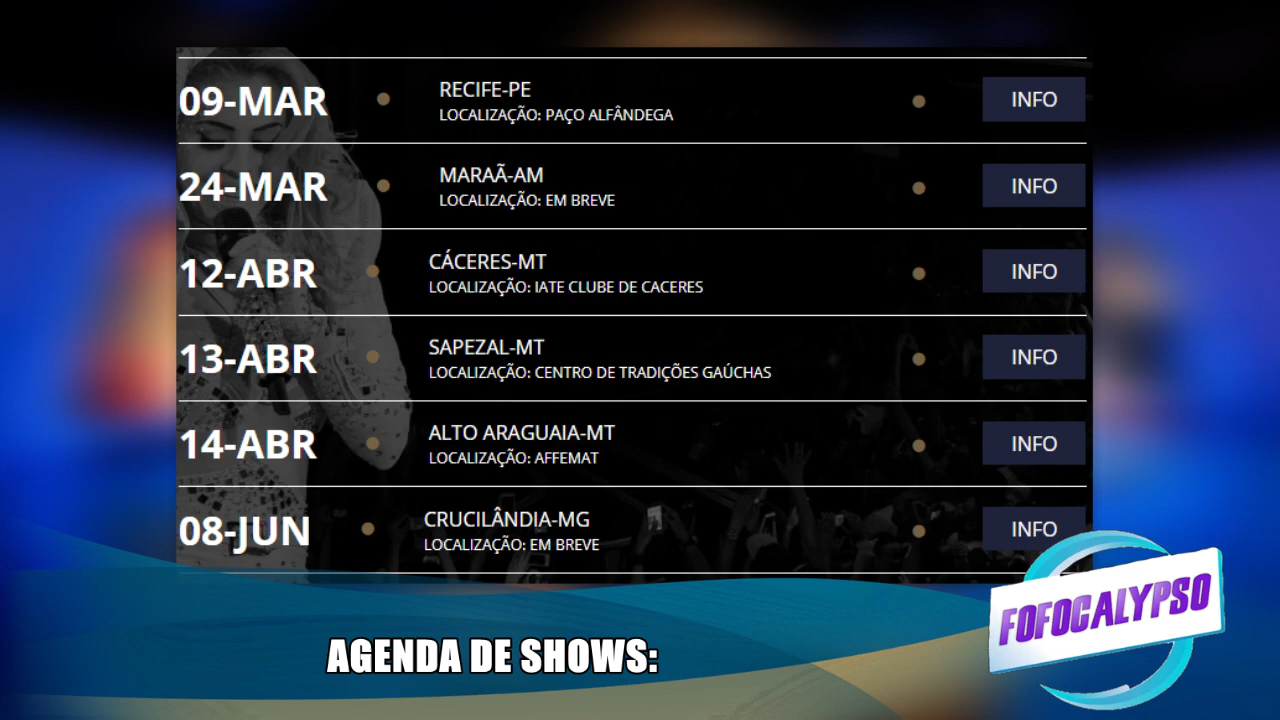 09-MAR
RECIFE-PE
LOCALIZAÇÃO: PAÇO ALFÂNDEGA
INFO
24-MAR
MARAÃ-AM
LOCALIZAÇÃO: EM BREVE
INFO
12-ABR
CÁCERES-MT
LOCALIZAÇÃO: IATE CLUBE DE CACERES
INFO
13-ABR
SAPEZAL-MT
LOCALIZAÇÃO: CENTRO DE TRADIÇÕES GAÚCHAS
INFO
14-ABR
ALTO ARAGUAIA-MT
LOCALIZAÇÃO: AFFEMAT
INFO
08-JUN
CRUCILÂNDIA-MG
LOCALIZAÇÃO: EM BREVE
INFO
AGENDA DE SHOWS:
FOFOCALYPSO